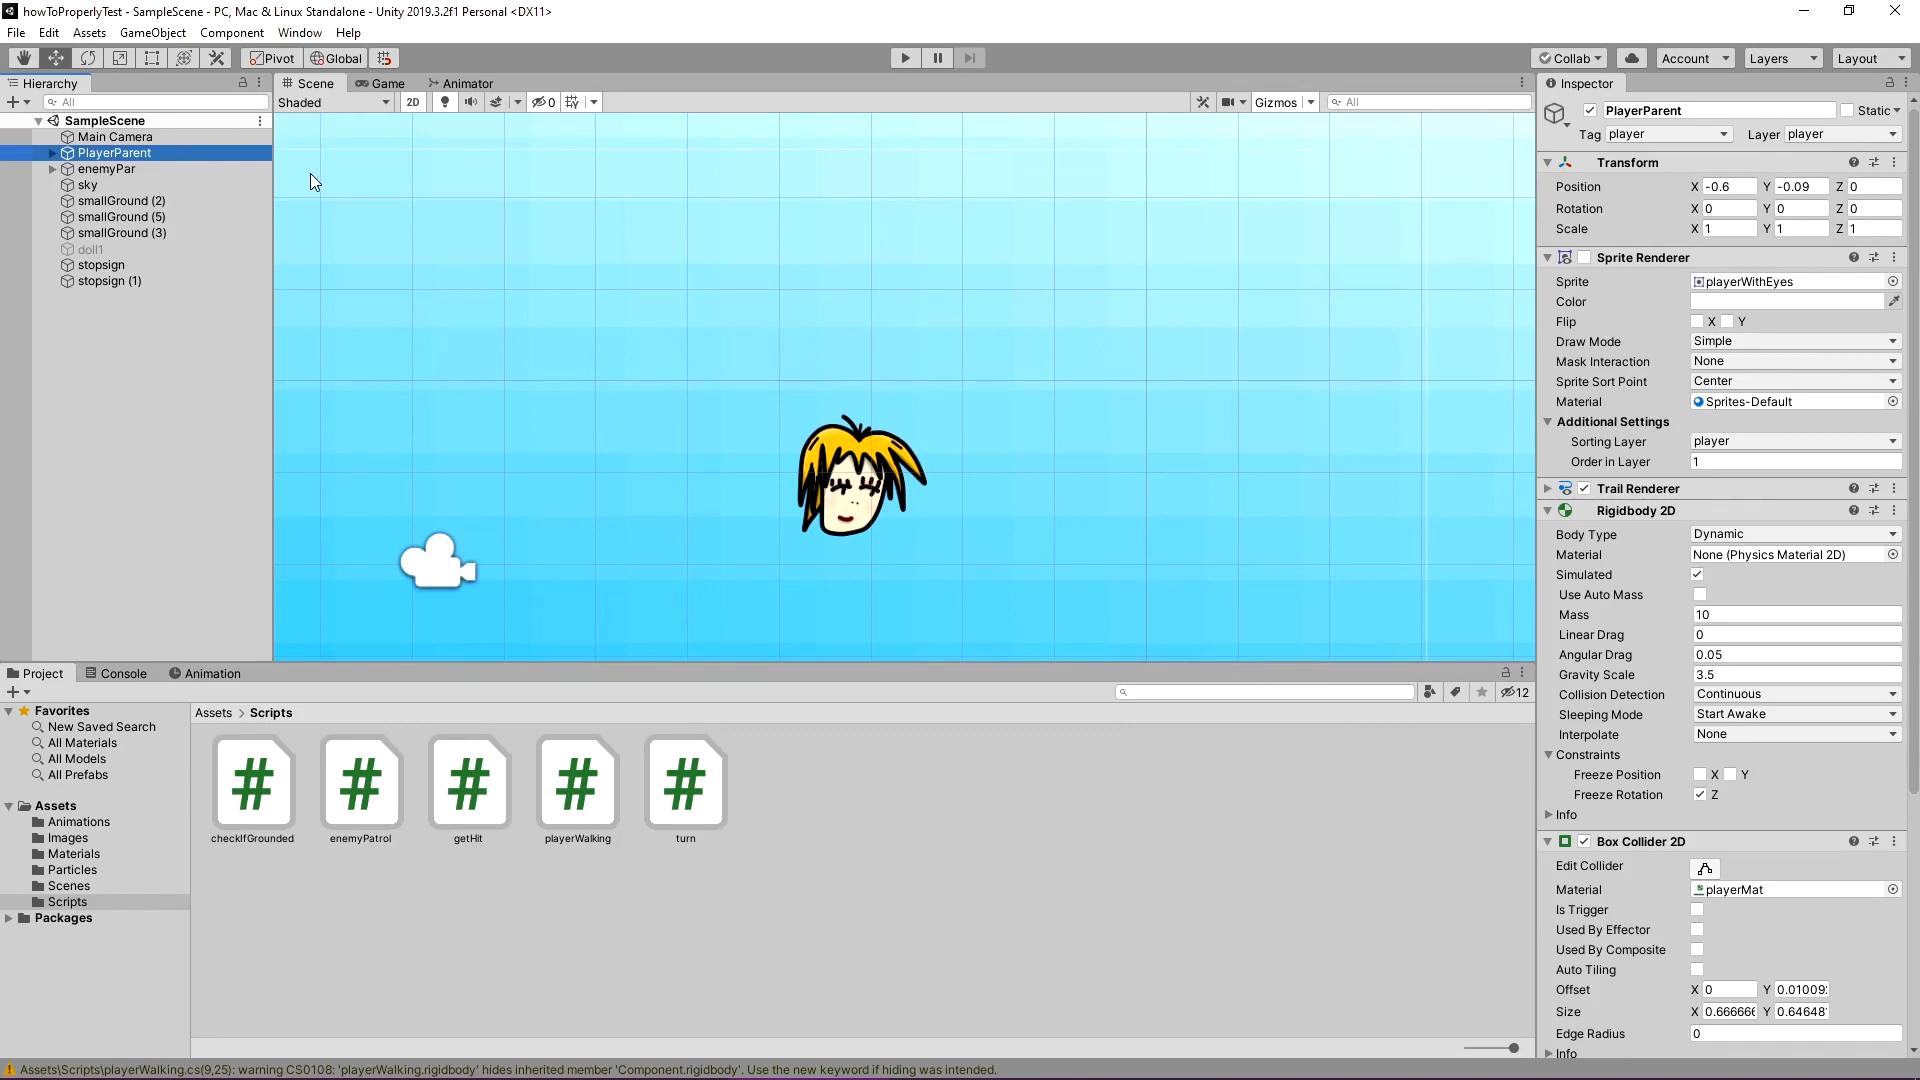 howToProperlyTest - SampleScene - PC, Mac & Linux Standalone - Unity 2019.3.2f1 Personal <DX11>
File Edit Assets GameObject Component Window Help
Pivot Global Collab Account Layers Layout
Hierarchy
All
SampleScene
Main Camera
PlayerParent
enemyPar
sky
smallGround (2)
smallGround (5)
smallGround (3)
doll1
stopsign
stopsign (1)
Scene Game Animator
Shaded 2D 0 Gizmos All
Inspector
PlayerParent Static
Tag player Layer player
Transform
Position X -0.6 Y -0.09 Z 0
Rotation X 0 Y 0 Z 0
Scale X 1 Y 1 Z 1
Sprite Renderer
Sprite playerWithEyes
Color
Flip X Y
Draw Mode Simple
Mask Interaction None
Sprite Sort Point Center
Material Sprites-Default
Additional Settings
Sorting Layer player
Order in Layer 1
Trail Renderer
Rigidbody 2D
Body Type Dynamic
Material None (Physics Material 2D)
Simulated
Use Auto Mass
Mass 10
Linear Drag 0
Angular Drag 0.05
Gravity Scale 3.5
Collision Detection Continuous
Sleeping Mode Start Awake
Interpolate None
Constraints
Freeze Position X Y
Freeze Rotation Z
Info
Box Collider 2D
Edit Collider
Material playerMat
Is Trigger
Used By Effector
Used By Composite
Auto Tiling
Offset X 0 Y 0.01009
Size X 0.66666 Y 0.6464
Edge Radius 0
Info
Project Console Animation
12
Favorites
New Saved Search
All Materials
All Models
All Prefabs
Assets
Animations
Images
Materials
Particles
Scenes
Scripts
Packages
Assets > Scripts
checkIfGrounded enemyPatrol getHit playerWalking turn
Assets\Scripts\playerWalking.cs(9,25): warning CS0108: 'playerWalking.rigidbody' hides inherited member 'Component.rigidbody'. Use the new keyword if hiding was intended.